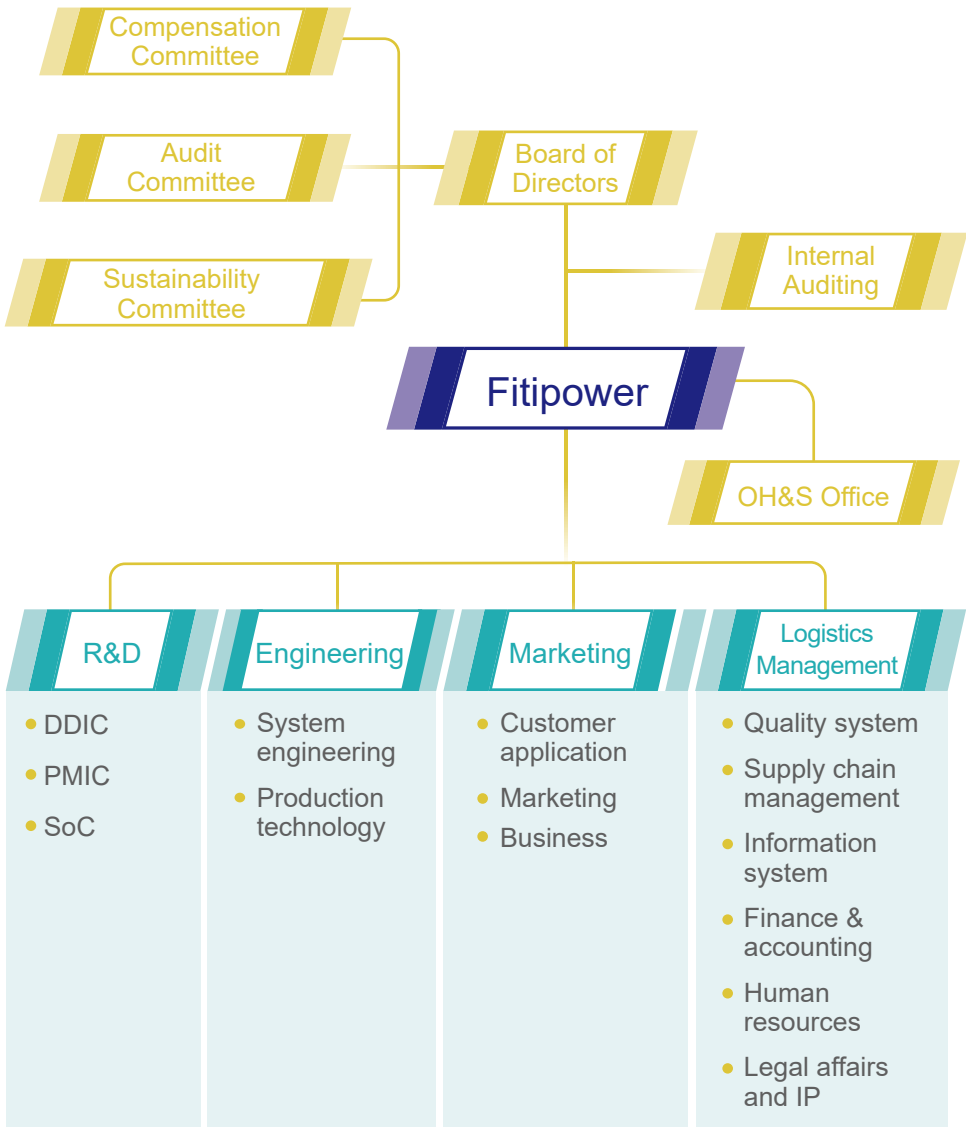 Compensation
Committee
Audit
Committee
Sustainability
Committee
Board of
Directors
Internal
Auditing
Fitipower
OH&S Office
R&D
DDIC
PMIC
SoC
Engineering
System
engineering
Production
technology
Marketing
Customer
application
Marketing
Business
Logistics
Management
Quality system
Supply chain
management
Information
system
Finance &
accounting
Human
resources
Legal affairs
and IP